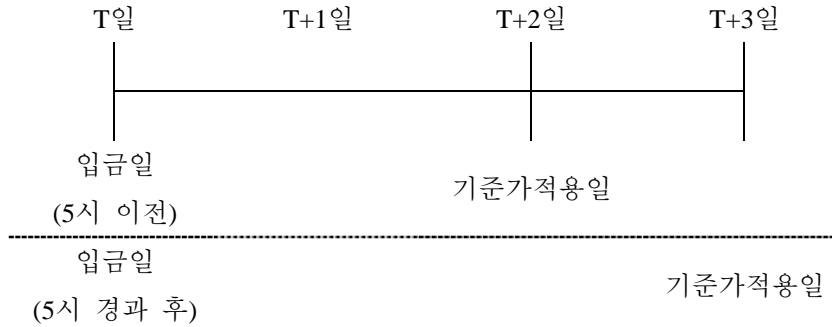 T일 T+1일 T+2일 T+3일
입금일
(5시 이전)
기준가적용일
입금일
(5시 경과 후)
기준가적용일